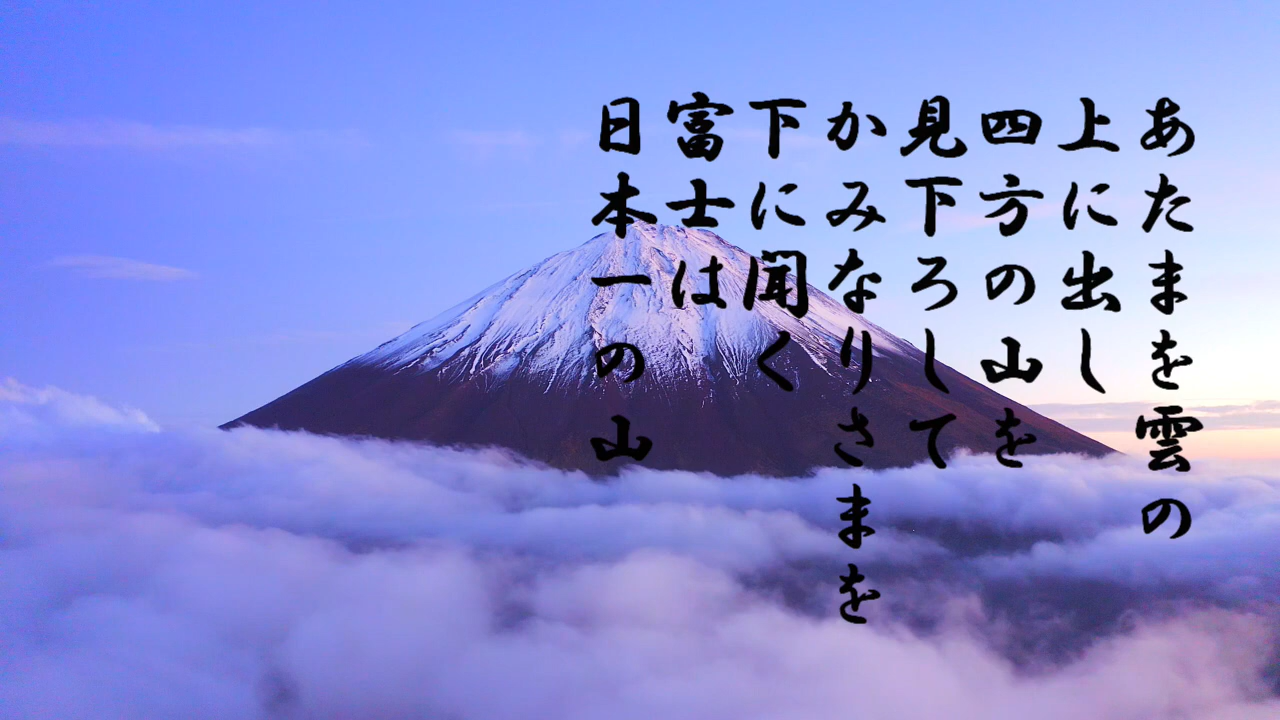 あたまを雲の
上に出し
四方の山を
見下ろして
かみなりさまを
下に聞く
富士は
日本一の山